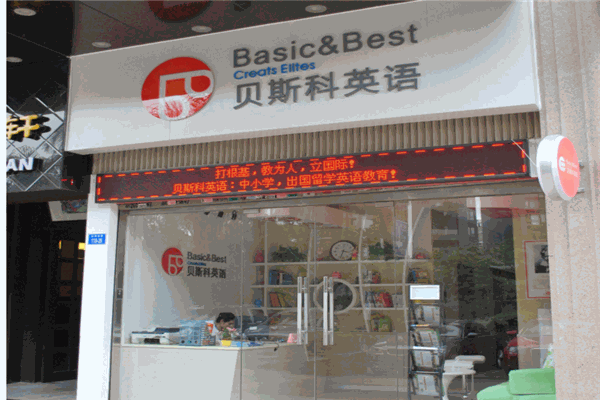 Basic&Best
Creats Elites
贝斯科英语
打根基，教为人，立国际！
贝斯科英语：中小学，出国留学英语教育！
轩
AN
Basic&Best
贝斯科英语